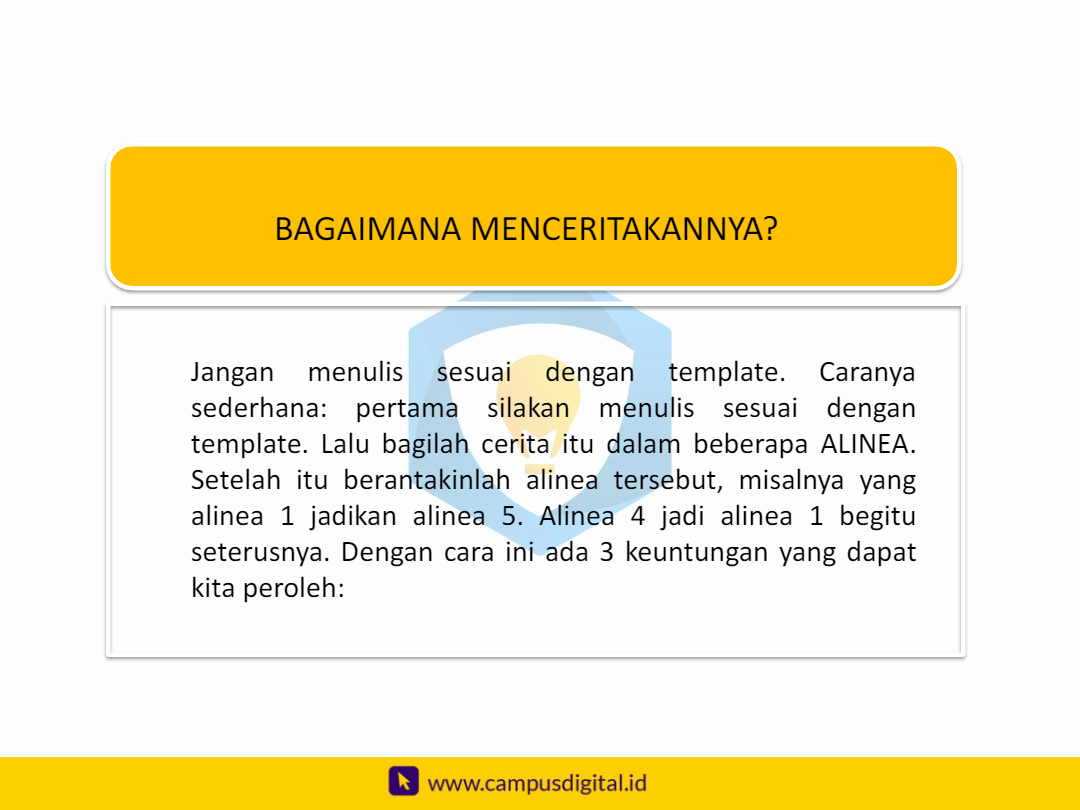 BAGAIMANA MENCERITAKANNYA?
Jangan menulis sesuai dengan template. Caranya
sederhana: pertama silakan menulis sesuai dengan
template. Lalu bagilah cerita itu dalam beberapa ALINEA.
Setelah itu berantakinlah alinea tersebut, misalnya yang
alinea 1 jadikan alinea 5. Alinea 4 jadi alinea 1 begitu
seterusnya. Dengan cara ini ada 3 keuntungan yang dapat
kita peroleh:
www.campusdigital.id